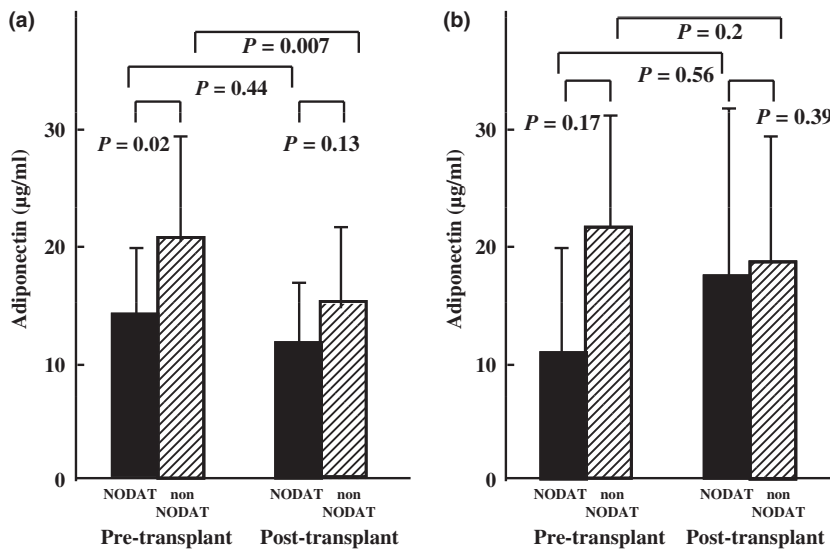 (a)
P = 0.007
P = 0.44
P = 0.02
P = 0.13
Adiponectin (µg/ml)
30
20
10
0
NODAT
non
NODAT
NODAT
non
NODAT
Pre-transplant
Post-transplant
(b)
P = 0.2
P = 0.56
P = 0.17
P = 0.39
Adiponectin (µg/ml)
30
20
10
0
NODAT
non
NODAT
NODAT
non
NODAT
Pre-transplant
Post-transplant